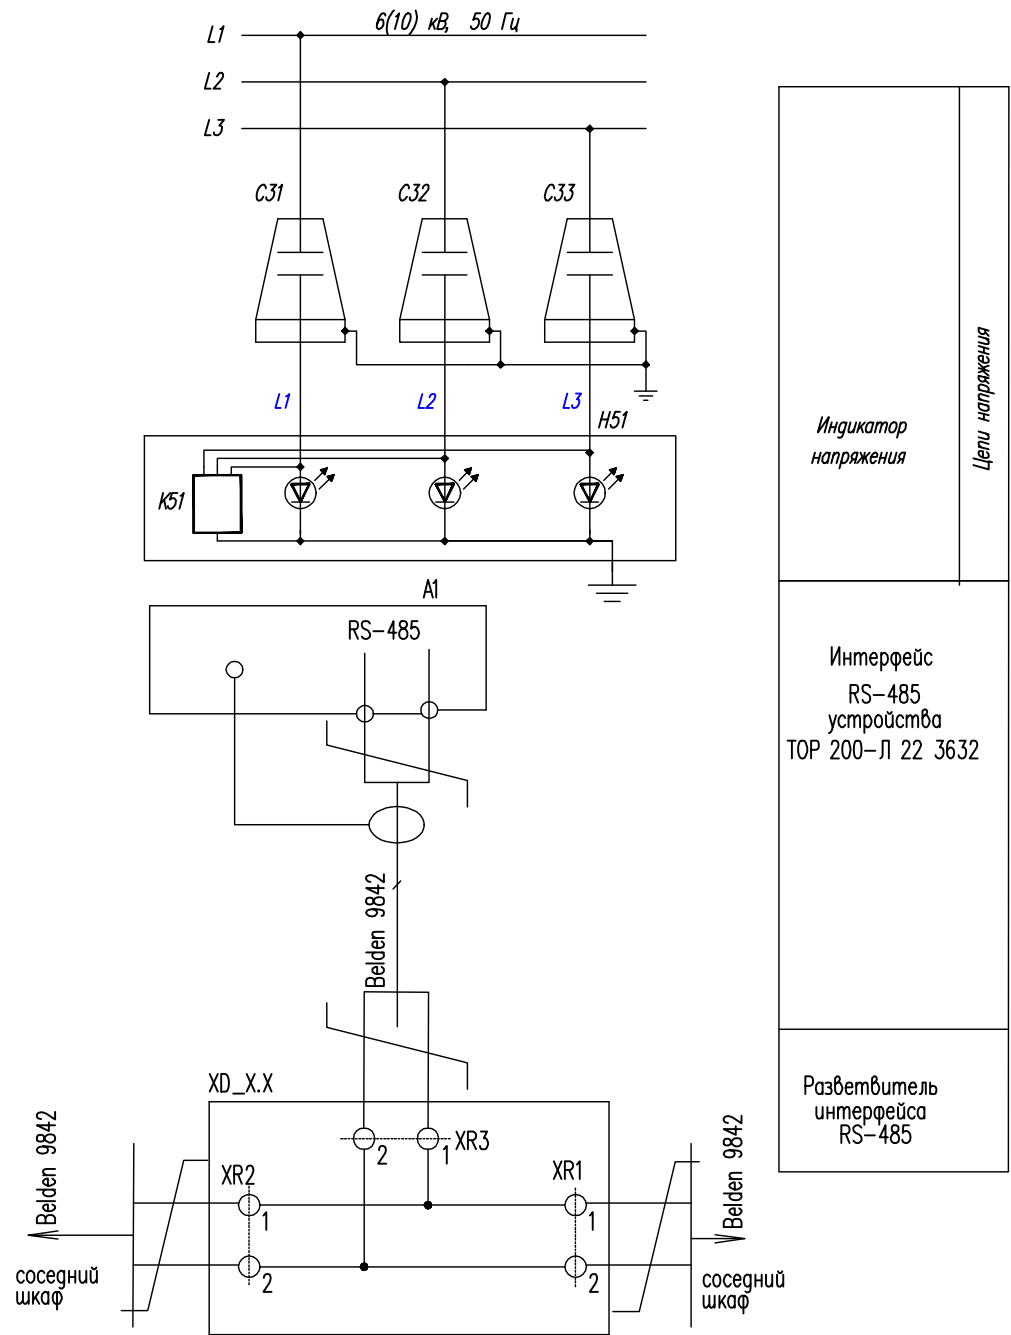 6(10) кВ, 50 Гц
L1
L2
L3
C31
C32
C33
L1
L2
L3
H51
K51
Индикатор
напряжения
Цепи напряжения
A1
RS-485
Интерфейс
RS-485
устройства
ТОР 200-Л 22 3632
Belden 9842
XD_X.X
XR3
2
1
XR2
XR1
1
1
2
2
Belden 9842
соседний
шкаф
Belden 9842
соседний
шкаф
Разветвитель
интерфейса
RS-485